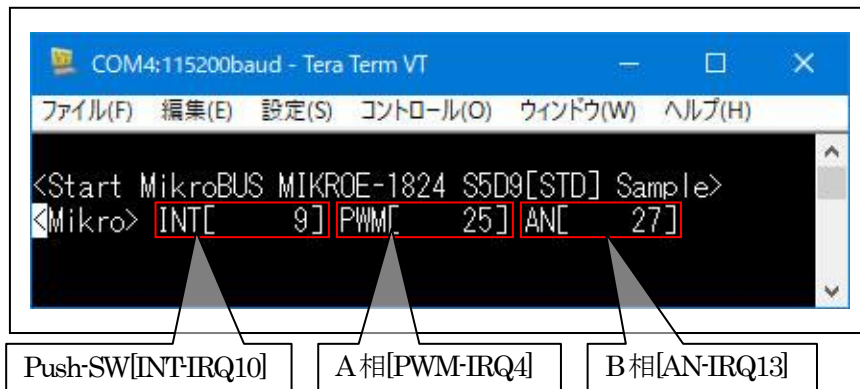 COM4:115200baud - Tera Term VT
ファイル(F) 編集(E) 設定(S) コントロール(O) ウィンドウ(W) ヘルプ(H)
<Start MikroBUS MIKROE-1824 S5D9[STD] Sample>
<Mikro> INT[ 9] PWM[ 25] AN[ 27]
Push-SW[INT-IRQ10] A相[PWM-IRQ4] B相[AN-IRQ13]